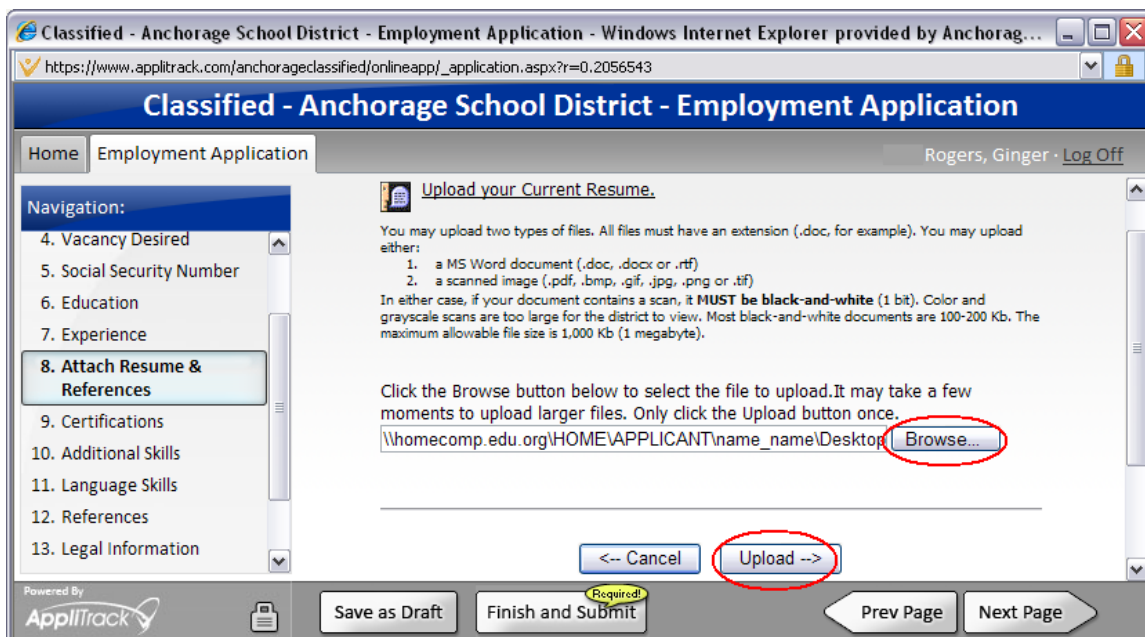 Classified - Anchorage School District - Employment Application - Windows Internet Explorer provided by Anchorag...
https://www.applitrack.com/anchorageclassified/onlineapp/_application.aspx?r=0.2056543
Classified - Anchorage School District - Employment Application
Home
Employment Application
Rogers, Ginger · Log Off
Navigation:
4. Vacancy Desired
5. Social Security Number
6. Education
7. Experience
8. Attach Resume &
References
9. Certifications
10. Additional Skills
11. Language Skills
12. References
13. Legal Information
Upload your Current Resume.
You may upload two types of files. All files must have an extension (.doc, for example). You may upload
either:
1. a MS Word document (.doc, .docx or .rtf)
2. a scanned image (.pdf, .bmp, .gif, .jpg, .png or .tif)
In either case, if your document contains a scan, it MUST be black-and-white (1 bit). Color and
grayscale scans are too large for the district to view. Most black-and-white documents are 100-200 Kb. The
maximum allowable file size is 1,000 Kb (1 megabyte).
Click the Browse button below to select the file to upload.It may take a few
moments to upload larger files. Only click the Upload button once.
\\homecomp.edu.org\HOME\APPLICANT\name_name\Desktop
Browse...
<-- Cancel
Upload -->
Powered By
AppliTrack
Save as Draft
Required!
Finish and Submit
Prev Page
Next Page